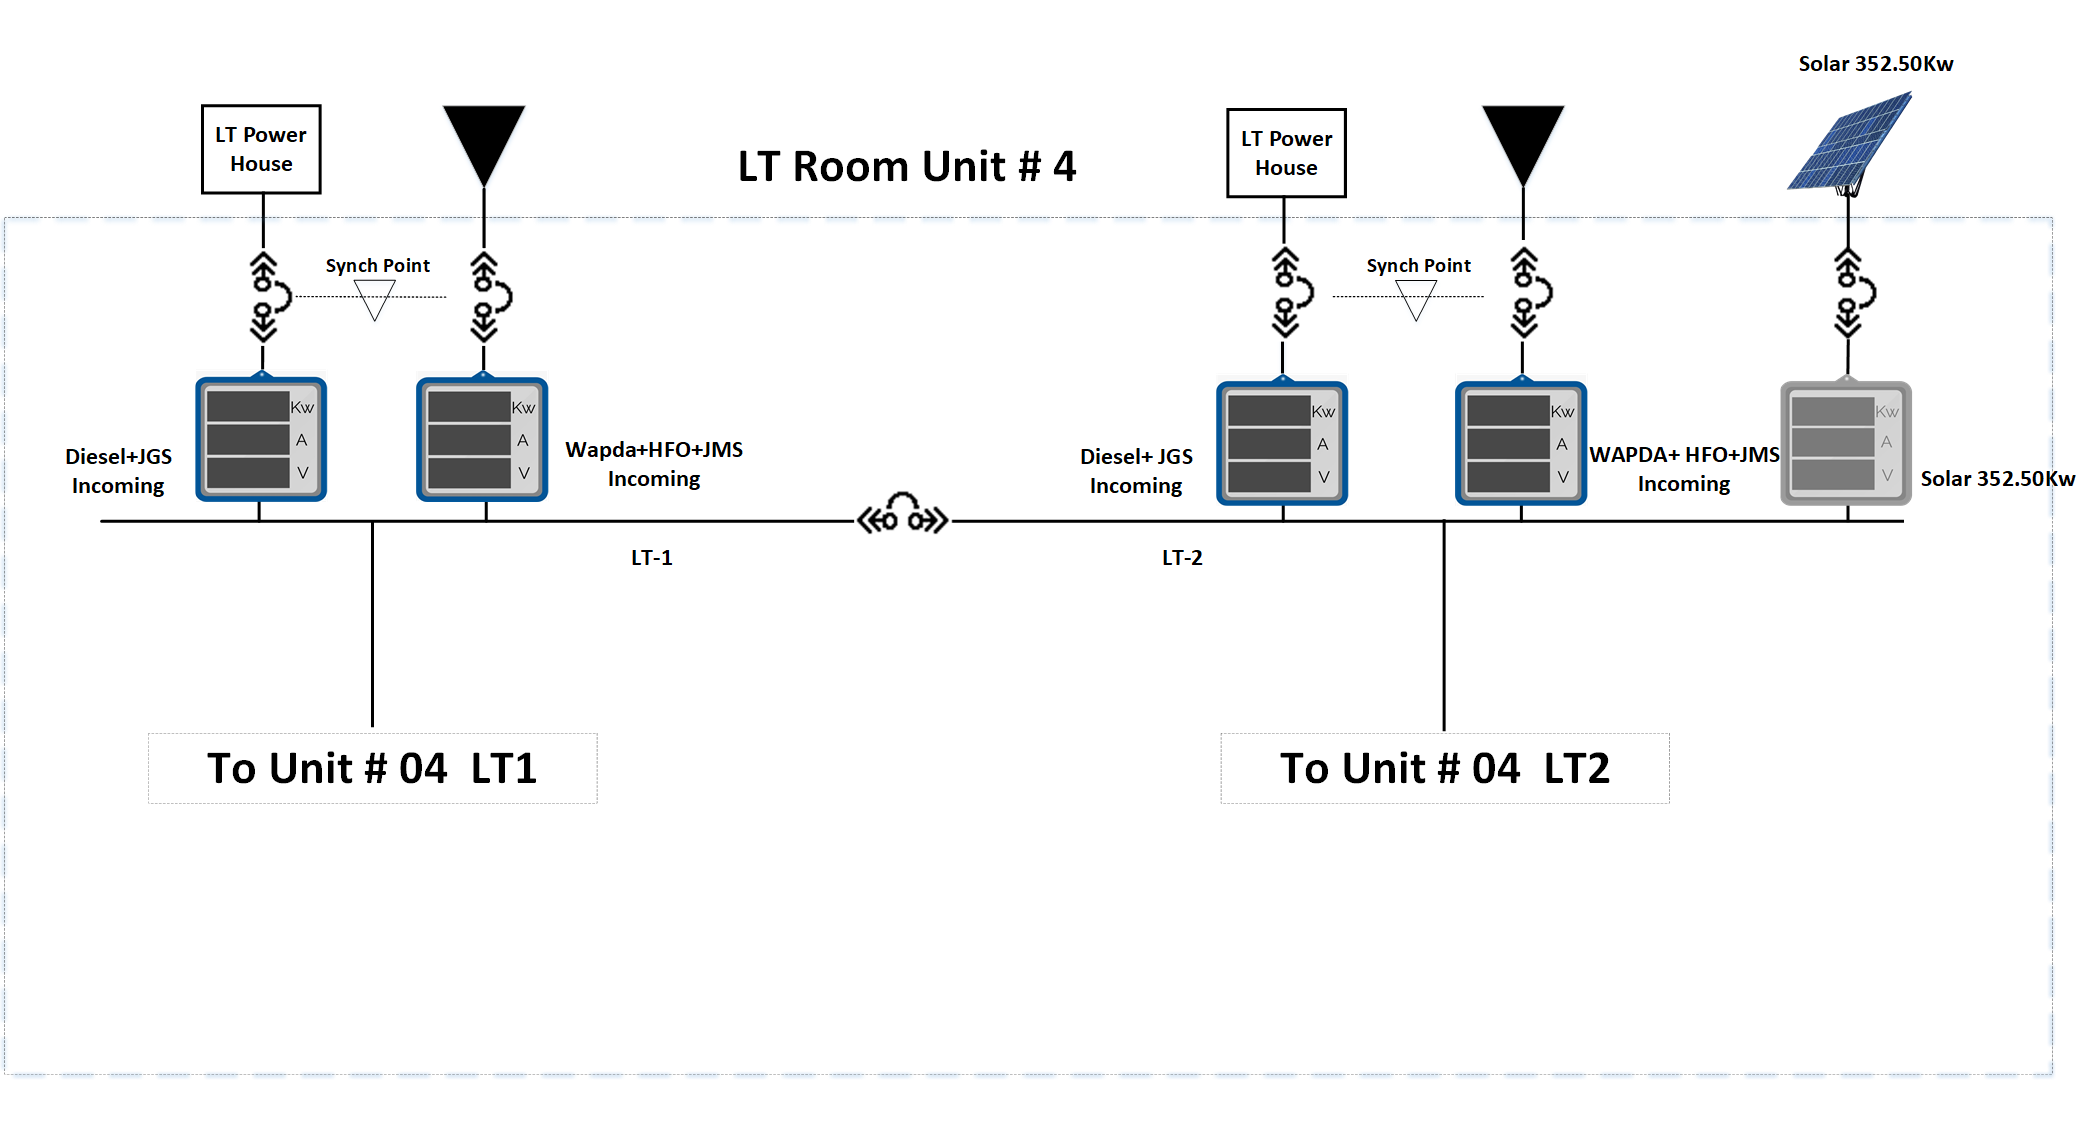 Solar 352.50Kw
LT Power
House
LT Room Unit # 4
LT Power
House
Synch Point
Synch Point
Kw
A
V
Kw
A
V
Kw
A
V
Kw
A
V
Kw
A
V
Diesel+JGS
Incoming
Wapda+HFO+JMS
Incoming
Diesel+ JGS
Incoming
WAPDA+ HFO+JMS
Incoming
Solar 352.50Kw
LT-1
LT-2
To Unit # 04 LT1
To Unit # 04 LT2